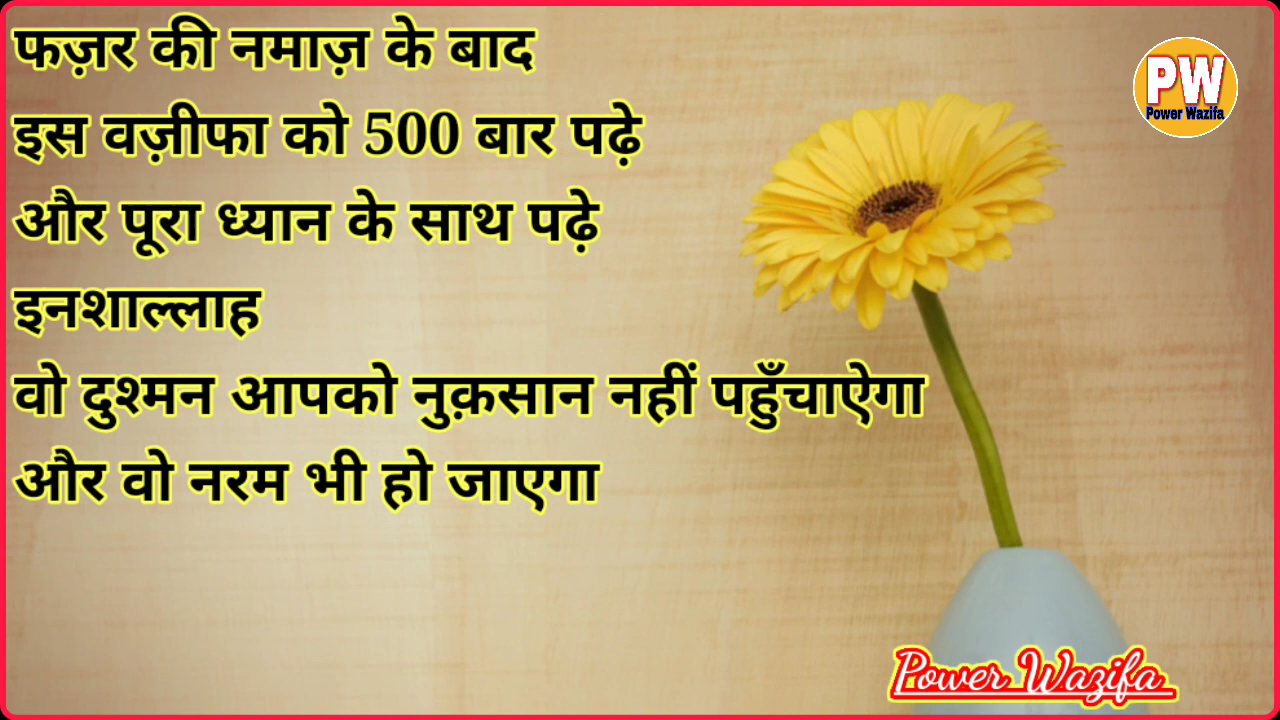 फज़र की नमाज़ के बाद
इस वज़ीफा को 500 बार पढ़े
और पूरा ध्यान के साथ पढ़े
इनशाल्लाह
वो दुश्मन आपको नुक़सान नहीं पहुँचाऐगा
और वो नरम भी हो जाएगा
PW
Power Wazifa
Power Wazifa